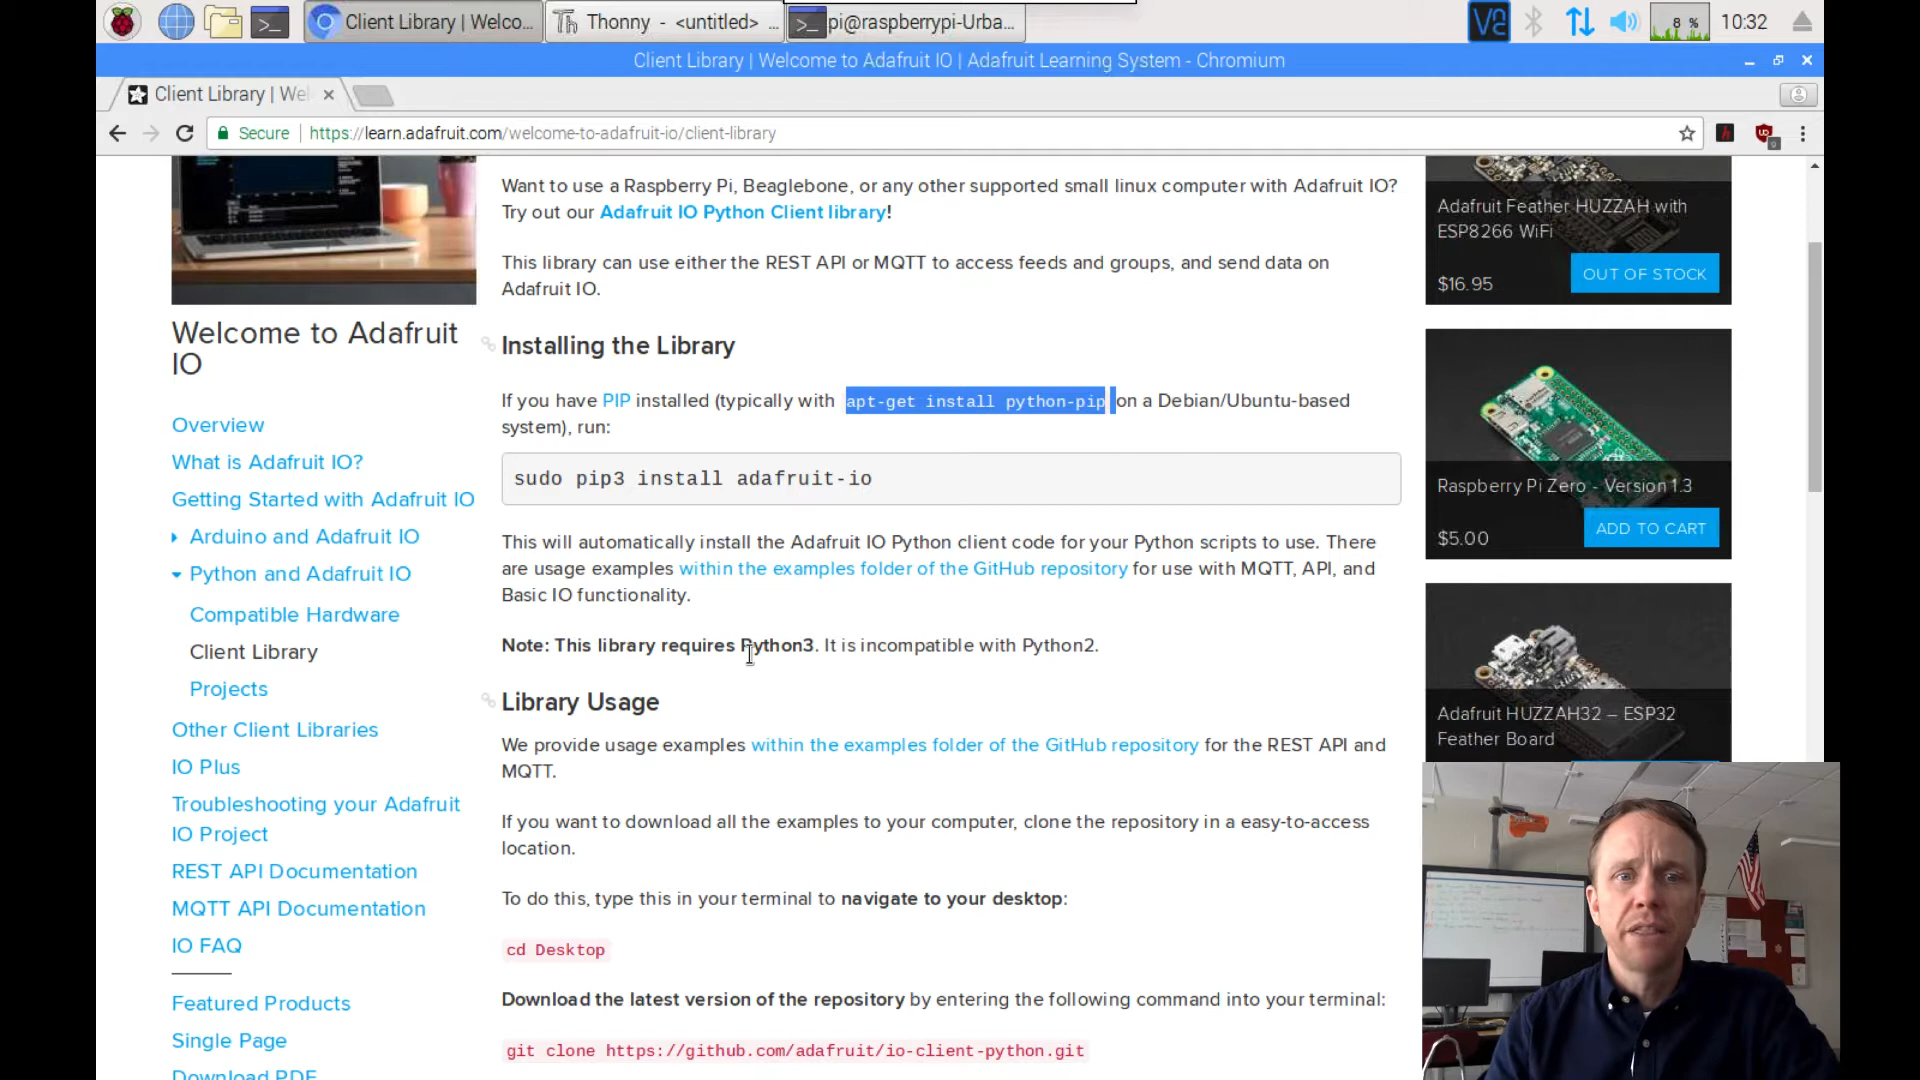 Client Library | Welco...
Thonny - <untitled> ...
pi@raspberrypi-Urba...
8 %
10:32
Client Library | Welcome to Adafruit IO | Adafruit Learning System - Chromium
Client Library | Wel
Secure
https://learn.adafruit.com/welcome-to-adafruit-io/client-library
Want to use a Raspberry Pi, Beaglebone, or any other supported small linux computer with Adafruit IO?
Try out our Adafruit IO Python Client library!
This library can use either the REST API or MQTT to access feeds and groups, and send data on
Adafruit IO.
Installing the Library
If you have PIP installed (typically with apt-get install python-pip on a Debian/Ubuntu-based
system), run:
sudo pip3 install adafruit-io
This will automatically install the Adafruit IO Python client code for your Python scripts to use. There
are usage examples within the examples folder of the GitHub repository for use with MQTT, API, and
Basic IO functionality.
Note: This library requires Python3. It is incompatible with Python2.
Library Usage
We provide usage examples within the examples folder of the GitHub repository for the REST API and
MQTT.
If you want to download all the examples to your computer, clone the repository in a easy-to-access
location.
To do this, type this in your terminal to navigate to your desktop:
cd Desktop
Download the latest version of the repository by entering the following command into your terminal:
git clone https://github.com/adafruit/io-client-python.git
Welcome to Adafruit
IO
Overview
What is Adafruit IO?
Getting Started with Adafruit IO
Arduino and Adafruit IO
Python and Adafruit IO
Compatible Hardware
Client Library
Projects
Other Client Libraries
IO Plus
Troubleshooting your Adafruit
IO Project
REST API Documentation
MQTT API Documentation
IO FAQ
Featured Products
Single Page
Download PDF
Adafruit Feather HUZZAH with
ESP8266 WiFi
$16.95
OUT OF STOCK
Raspberry Pi Zero - Version 1.3
$5.00
ADD TO CART
Adafruit HUZZAH32 – ESP32
Feather Board